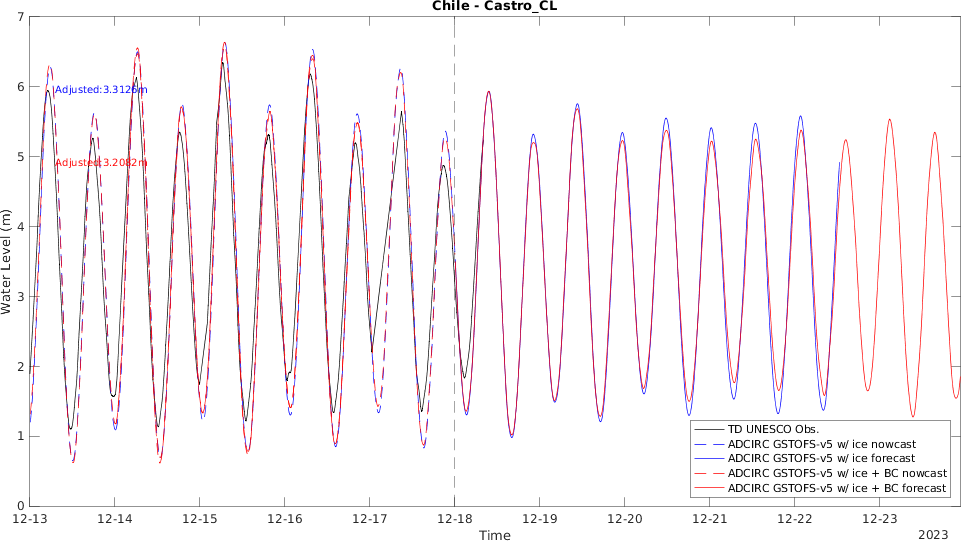 Chile - Castro_CL
7
6
5
4
3
2
1
0
Water Level (m)
Adjusted:3.3126m
Adjusted:3.2082m
TD UNESCO Obs.
ADCIRC GSTOFS-v5 w/ ice nowcast
ADCIRC GSTOFS-v5 w/ ice forecast
ADCIRC GSTOFS-v5 w/ ice + BC nowcast
ADCIRC GSTOFS-v5 w/ ice + BC forecast
12-13 12-14 12-15 12-16 12-17 12-18 12-19 12-20 12-21 12-22 12-23
Time
2023